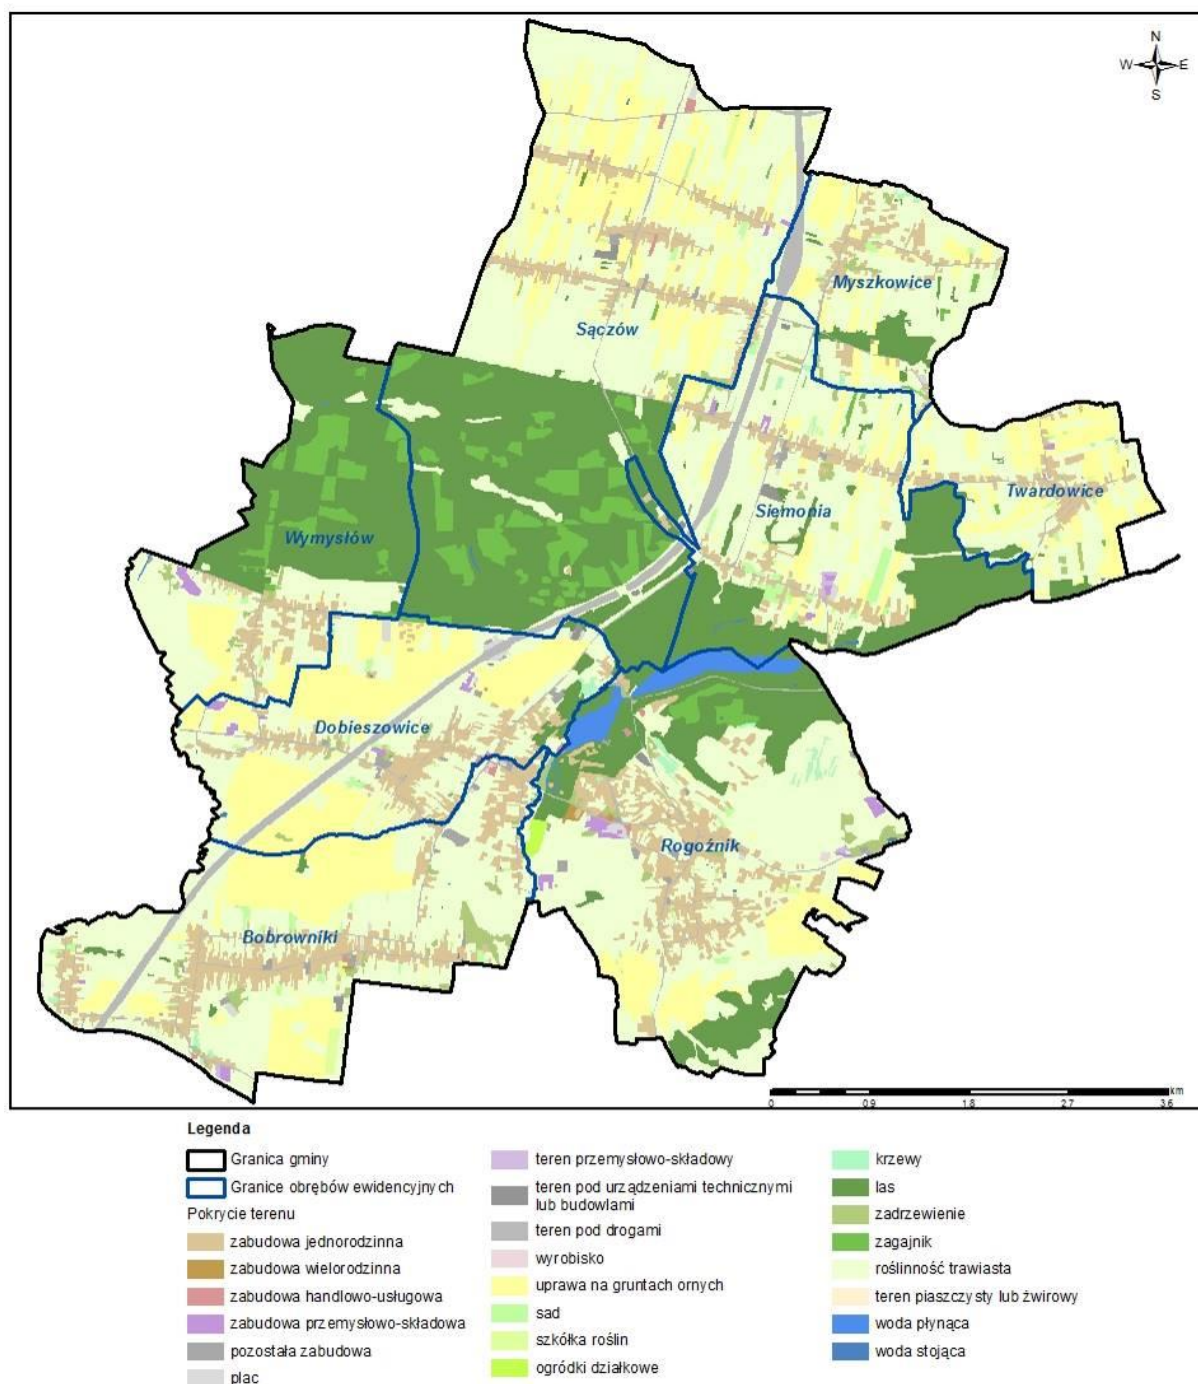 N
W E
S
Myszkowice
Sączów
Twardowice
Siemonia
Wymysłów
Dobieszowice
Rogoźnik
Bobrowniki
km
0 0.9 1.8 2.7 3.6
Legenda
Granica gminy
Granice obrębów ewidencyjnych
Pokrycie terenu
zabudowa jednorodzinna
zabudowa wielorodzinna
zabudowa handlowo-usługowa
zabudowa przemysłowo-składowa
pozostała zabudowa
plac
teren przemysłowo-składowy
teren pod urządzeniami technicznymi
lub budowlami
teren pod drogami
wyrobisko
uprawa na gruntach ornych
sad
szkółka roślin
ogródki działkowe
krzewy
las
zadrzewienie
zagajnik
roślinność trawiasta
teren piaszczysty lub żwirowy
woda płynąca
woda stojąca